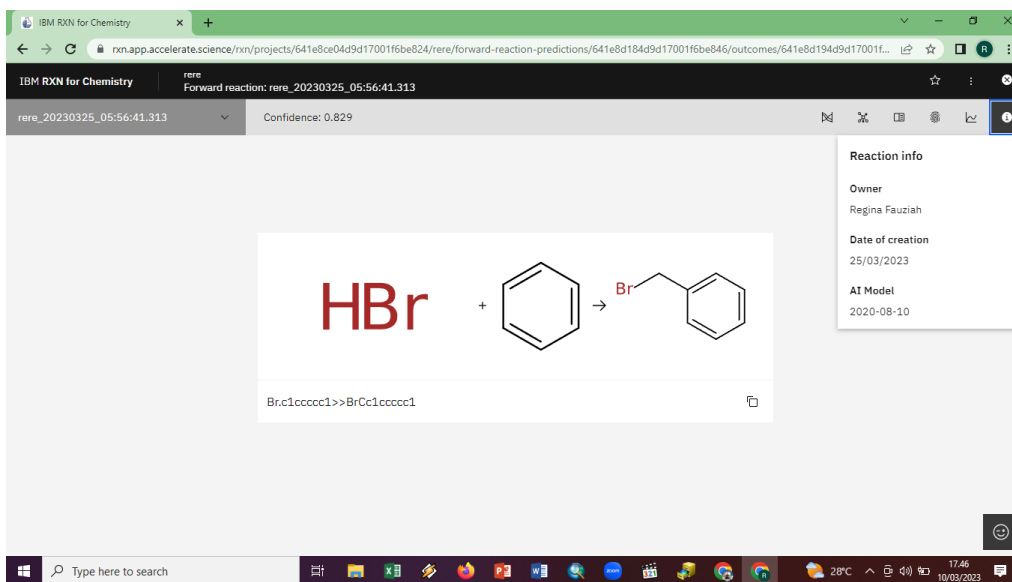 IBM RXN for Chemistry
rxn.app.accelerate.science/rxn/projects/641e8ce04d9d17001f6be824/rere/forward-reaction-predictions/641e8d184d9d17001f6be846/outcomes/641e8d194d9d17001f...
R
IBM RXN for Chemistry
rere
Forward reaction: rere_20230325_05:56:41.313
rere_20230325_05:56:41.313
Confidence: 0.829
Reaction info
Owner
Regina Fauziah
Date of creation
25/03/2023
AI Model
2020-08-10
HBr + → Br
Br.c1ccccc1>>BrCc1ccccc1
Type here to search
28°C
17.46
10/03/2023